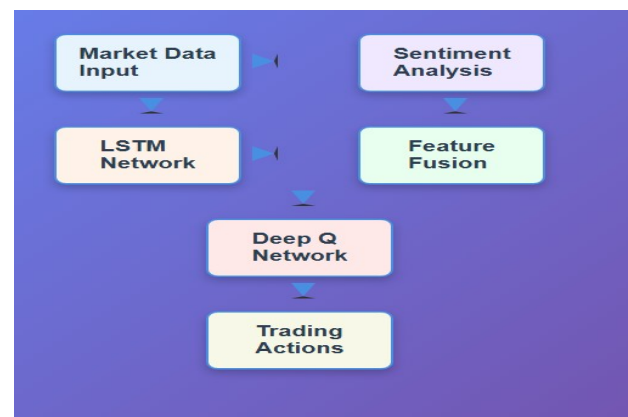 Market Data
Input
Sentiment
Analysis
LSTM
Network
Feature
Fusion
Deep Q
Network
Trading
Actions